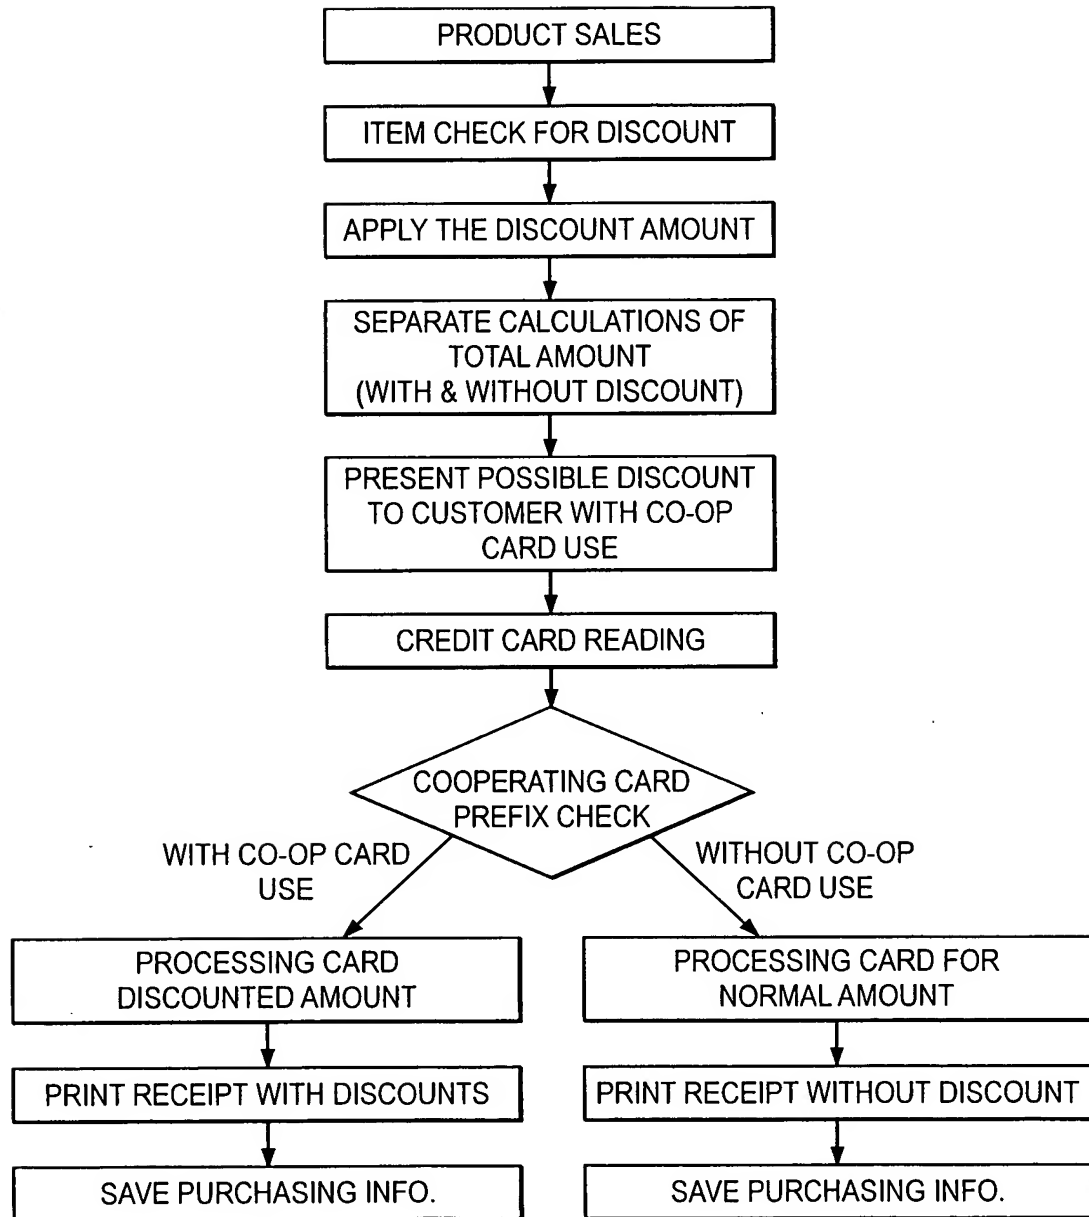 PRODUCT SALES
ITEM CHECK FOR DISCOUNT
APPLY THE DISCOUNT AMOUNT
SEPARATE CALCULATIONS OF
TOTAL AMOUNT
(WITH & WITHOUT DISCOUNT)
PRESENT POSSIBLE DISCOUNT
TO CUSTOMER WITH CO-OP
CARD USE
CREDIT CARD READING
COOPERATING CARD
PREFIX CHECK
WITH CO-OP CARD
USE
WITHOUT CO-OP
CARD USE
PROCESSING CARD
DISCOUNTED AMOUNT
PROCESSING CARD FOR
NORMAL AMOUNT
PRINT RECEIPT WITH DISCOUNTS
PRINT RECEIPT WITHOUT DISCOUNT
SAVE PURCHASING INFO.
SAVE PURCHASING INFO.